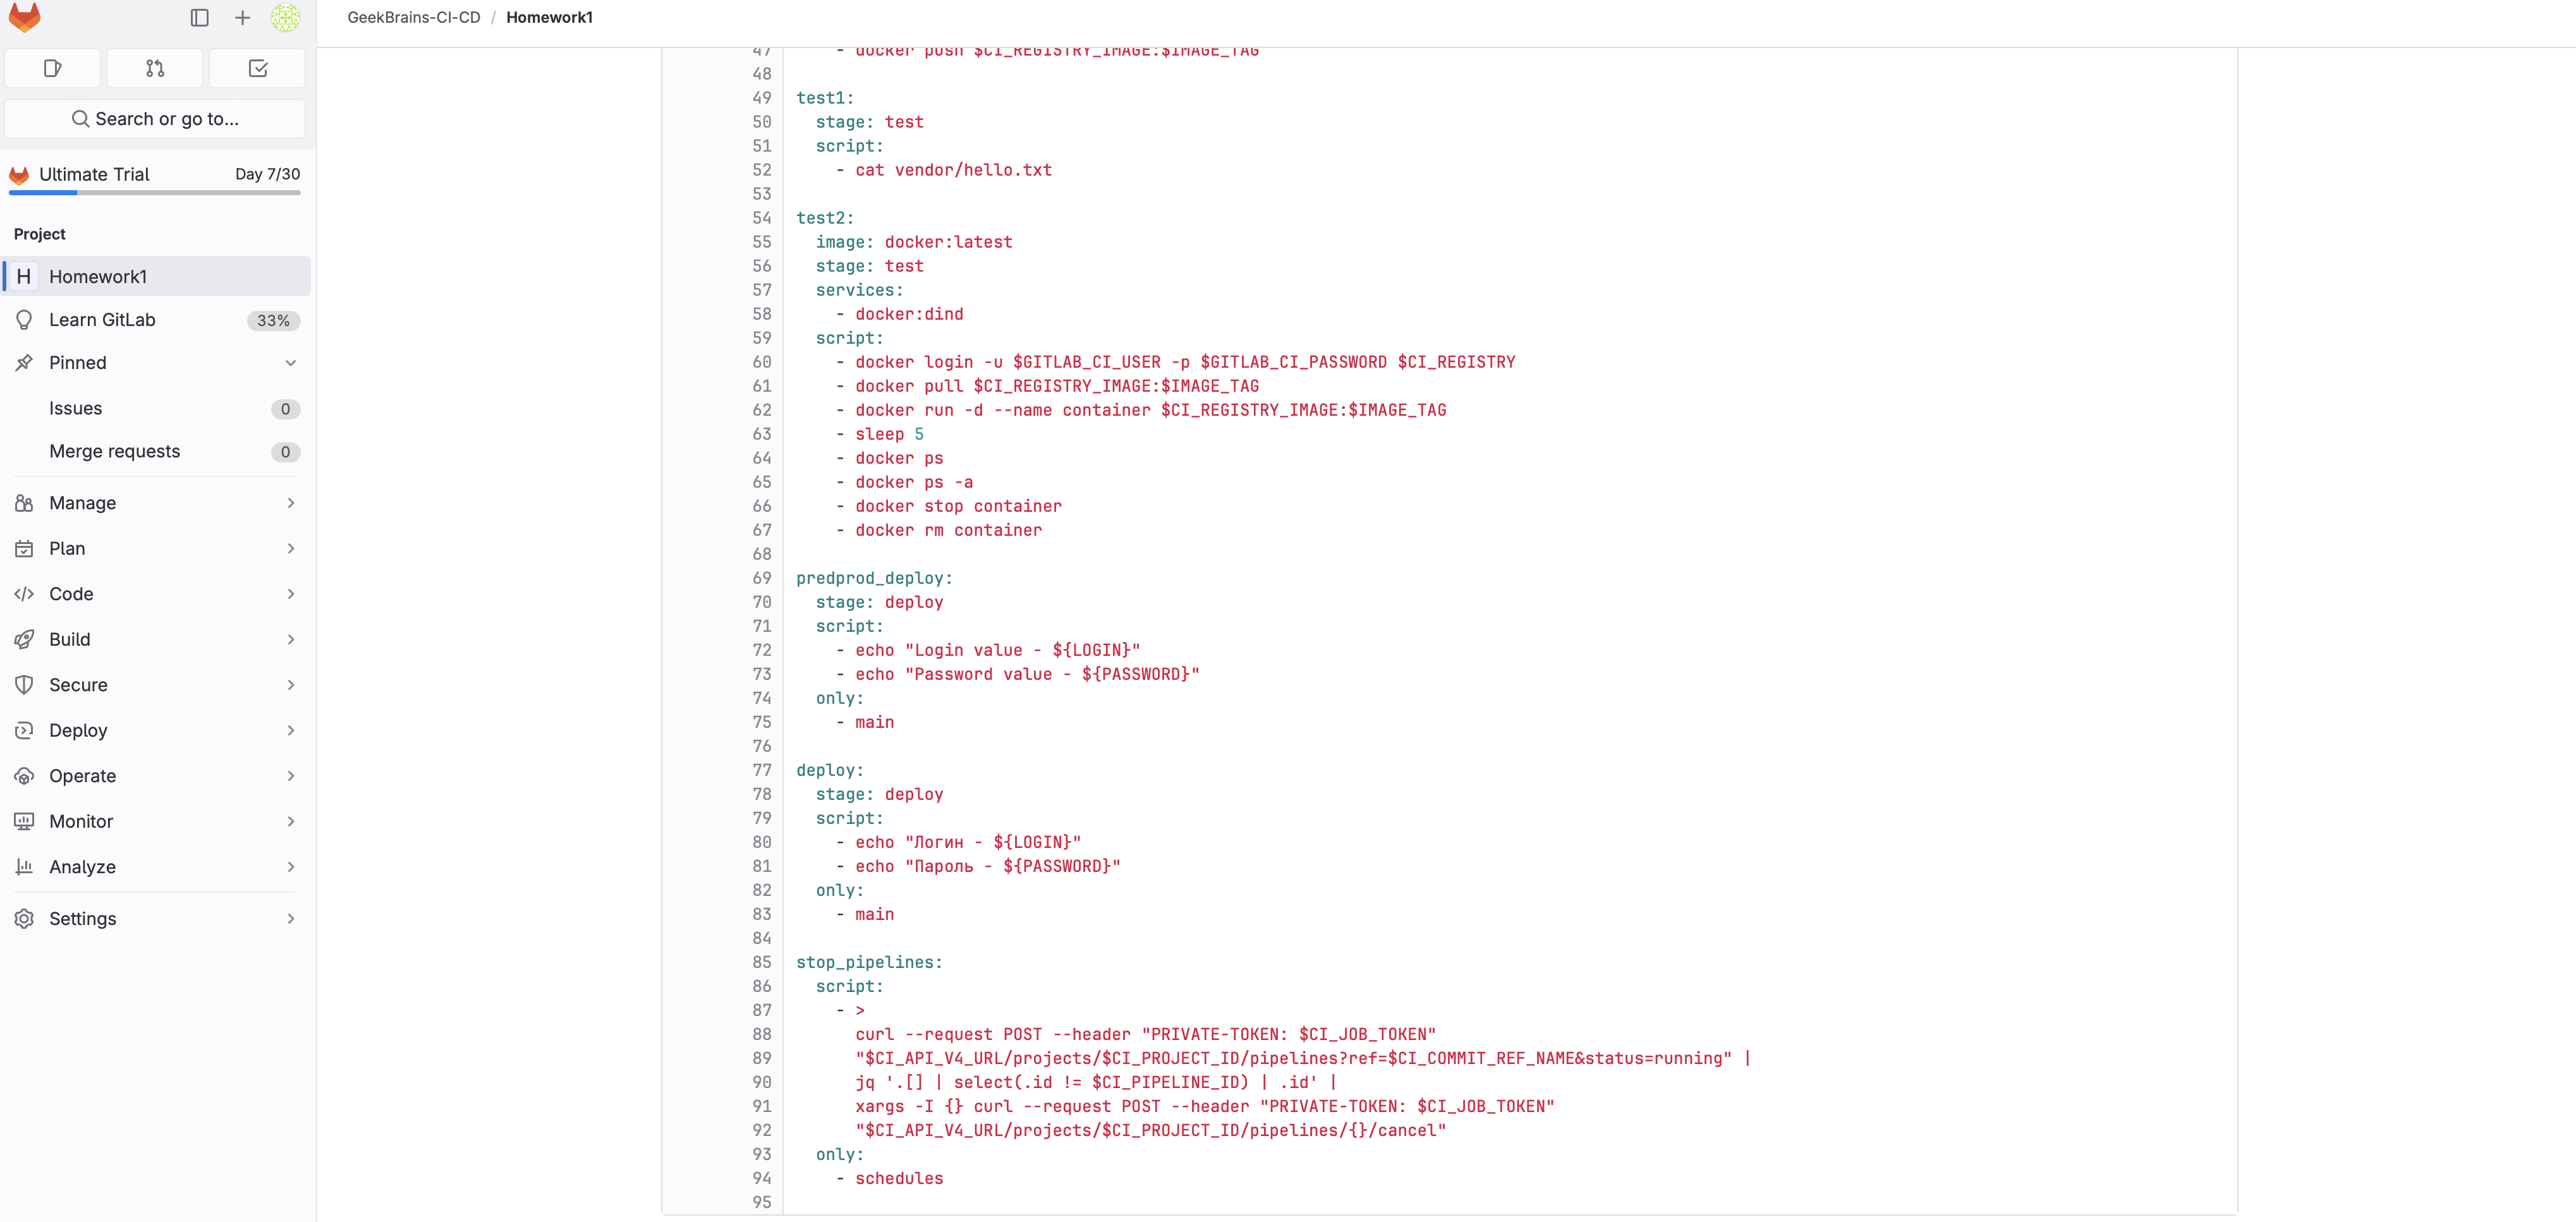 GeekBrains-CI-CD / Homework1
Search or go to...
Ultimate Trial Day 7/30
Project
H Homework1
Learn GitLab 33%
Pinned
Issues 0
Merge requests 0
Manage
Plan
Code
Build
Secure
Deploy
Operate
Monitor
Analyze
Settings
47 - docker push $CI_REGISTRY_IMAGE:$IMAGE_TAG
48
49 test1:
50 stage: test
51 script:
52 - cat vendor/hello.txt
53
54 test2:
55 image: docker:latest
56 stage: test
57 services:
58 - docker:dind
59 script:
60 - docker login -u $GITLAB_CI_USER -p $GITLAB_CI_PASSWORD $CI_REGISTRY
61 - docker pull $CI_REGISTRY_IMAGE:$IMAGE_TAG
62 - docker run -d --name container $CI_REGISTRY_IMAGE:$IMAGE_TAG
63 - sleep 5
64 - docker ps
65 - docker ps -a
66 - docker stop container
67 - docker rm container
68
69 predprod_deploy:
70 stage: deploy
71 script:
72 - echo "Login value - ${LOGIN}"
73 - echo "Password value - ${PASSWORD}"
74 only:
75 - main
76
77 deploy:
78 stage: deploy
79 script:
80 - echo "Логин - ${LOGIN}"
81 - echo "Пароль - ${PASSWORD}"
82 only:
83 - main
84
85 stop_pipelines:
86 script:
87 - >
88 curl --request POST --header "PRIVATE-TOKEN: $CI_JOB_TOKEN"
89 "$CI_API_V4_URL/projects/$CI_PROJECT_ID/pipelines?ref=$CI_COMMIT_REF_NAME&status=running" |
90 jq '.[] | select(.id != $CI_PIPELINE_ID) | .id' |
91 xargs -I {} curl --request POST --header "PRIVATE-TOKEN: $CI_JOB_TOKEN"
92 "$CI_API_V4_URL/projects/$CI_PROJECT_ID/pipelines/{}/cancel"
93 only:
94 - schedules
95